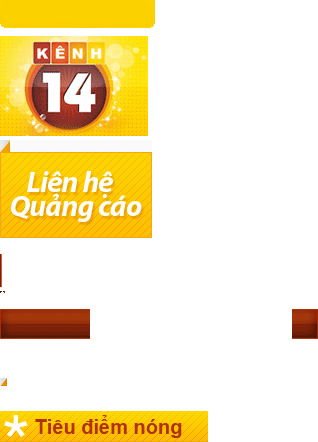 KÊNH
14
Liên hệ
Quảng cáo
Tiêu điểm nóng